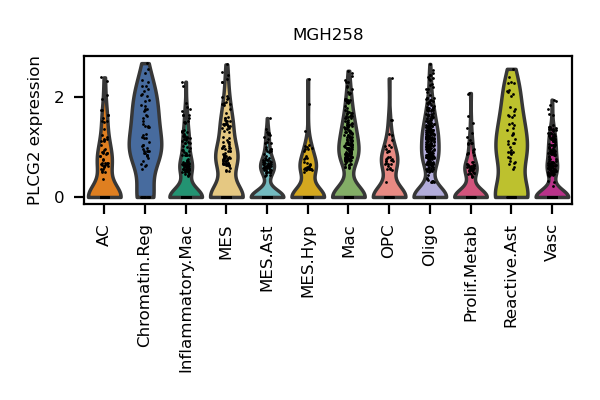 MGH258
PLCG2 expression
2
0
AC
Chromatin.Reg
Inflammatory.Mac
MES
MES.Ast
MES.Hyp
Mac
OPC
Oligo
Prolif.Metab
Reactive.Ast
Vasc